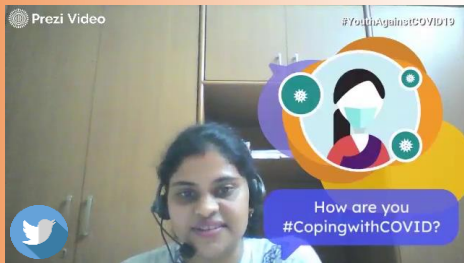 Prezi Video
#YouthAgainstCOVID19
How are you
#CopingwithCOVID?